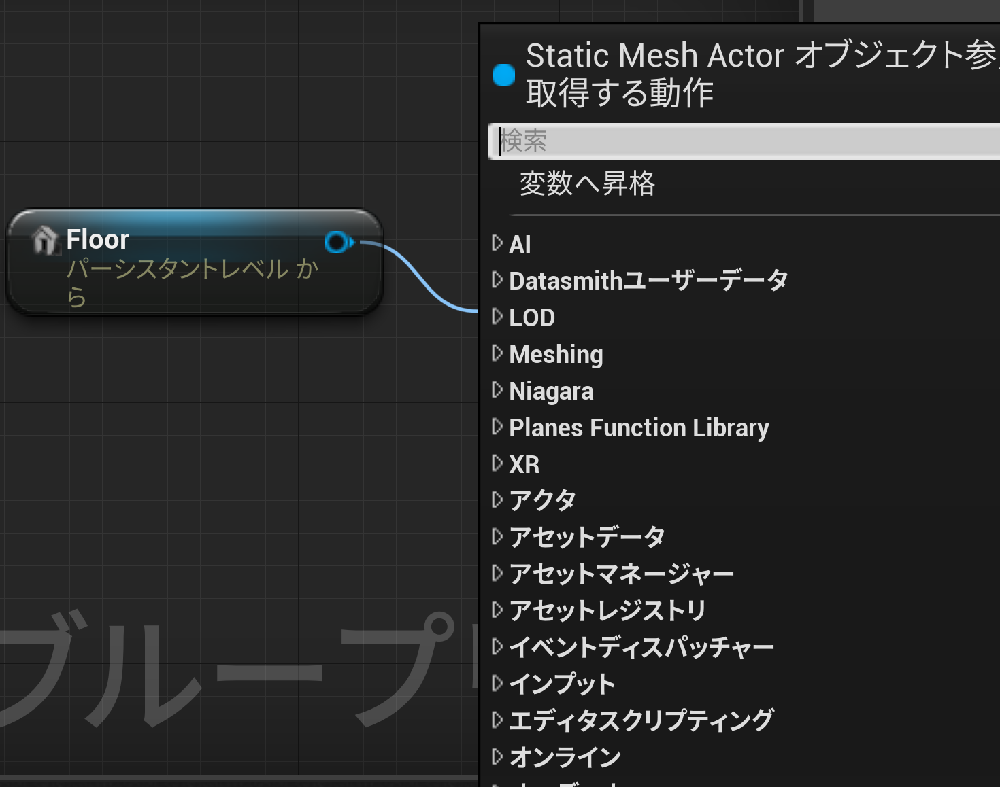 Static Mesh Actor オブジェクト参
取得する動作
検索
変数へ昇格
Floor
パーシスタントレベル か
ら
AI
Datasmithユーザーデータ
LOD
Meshing
Niagara
Planes Function Library
XR
アクタ
アセットデータ
アセットマネージャー
アセットレジストリ
イベントディスパッチャー
インプット
エディタスクリプティング
オンライン
ブループ